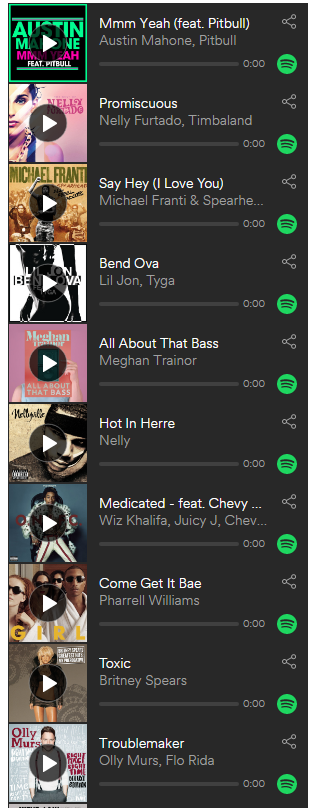 AUSTIN
MAHONE
MMM YEAH
FEAT. PITBULL
Mmm Yeah (feat. Pitbull)
Austin Mahone, Pitbull
0:00
NELLY
FURTADO
Promiscuous
Nelly Furtado, Timbaland
0:00
MICHAEL FRANTI
Say Hey (I Love You)
Michael Franti & Spearhe...
0:00
LIL JON
BEND OVA
Bend Ova
Lil Jon, Tyga
0:00
Meghan
Trainor
ALL ABOUT THAT BASS
All About That Bass
Meghan Trainor
0:00
Nellyville
Hot In Herre
Nelly
0:00
Medicated - feat. Chevy ...
Wiz Khalifa, Juicy J, Chev...
0:00
GIRL
Come Get It Bae
Pharrell Williams
0:00
Toxic
Britney Spears
0:00
Olly
Murs
RIGHT
PLACE
RIGHT
TIME
Troublemaker
Olly Murs, Flo Rida
0:00